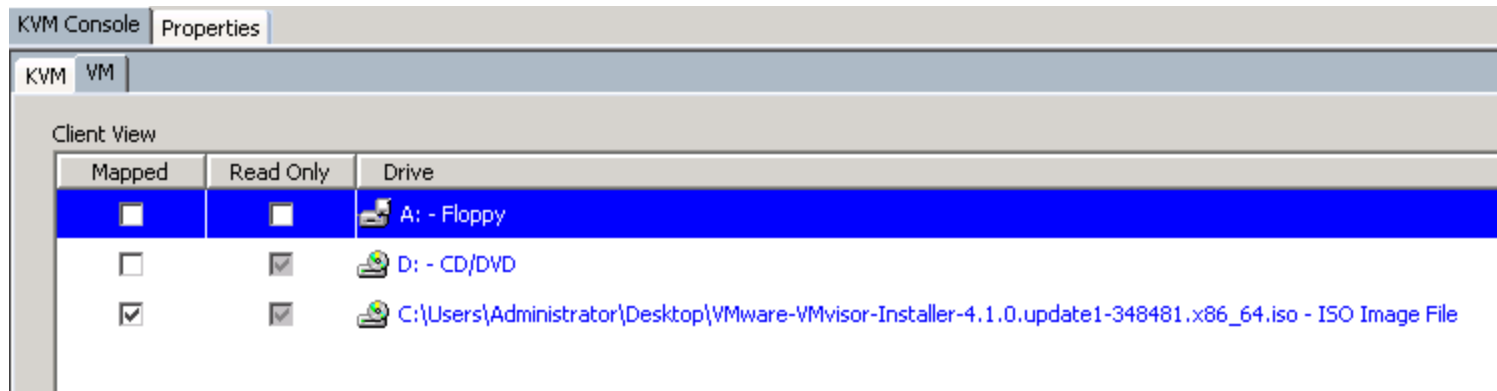 KVM Console Properties
KVM VM
Client View
Mapped Read Only Drive
A: - Floppy
D: - CD/DVD
C:\Users\Administrator\Desktop\VMware-VMvisor-Installer-4.1.0.update1-348481.x86_64.iso - ISO Image File